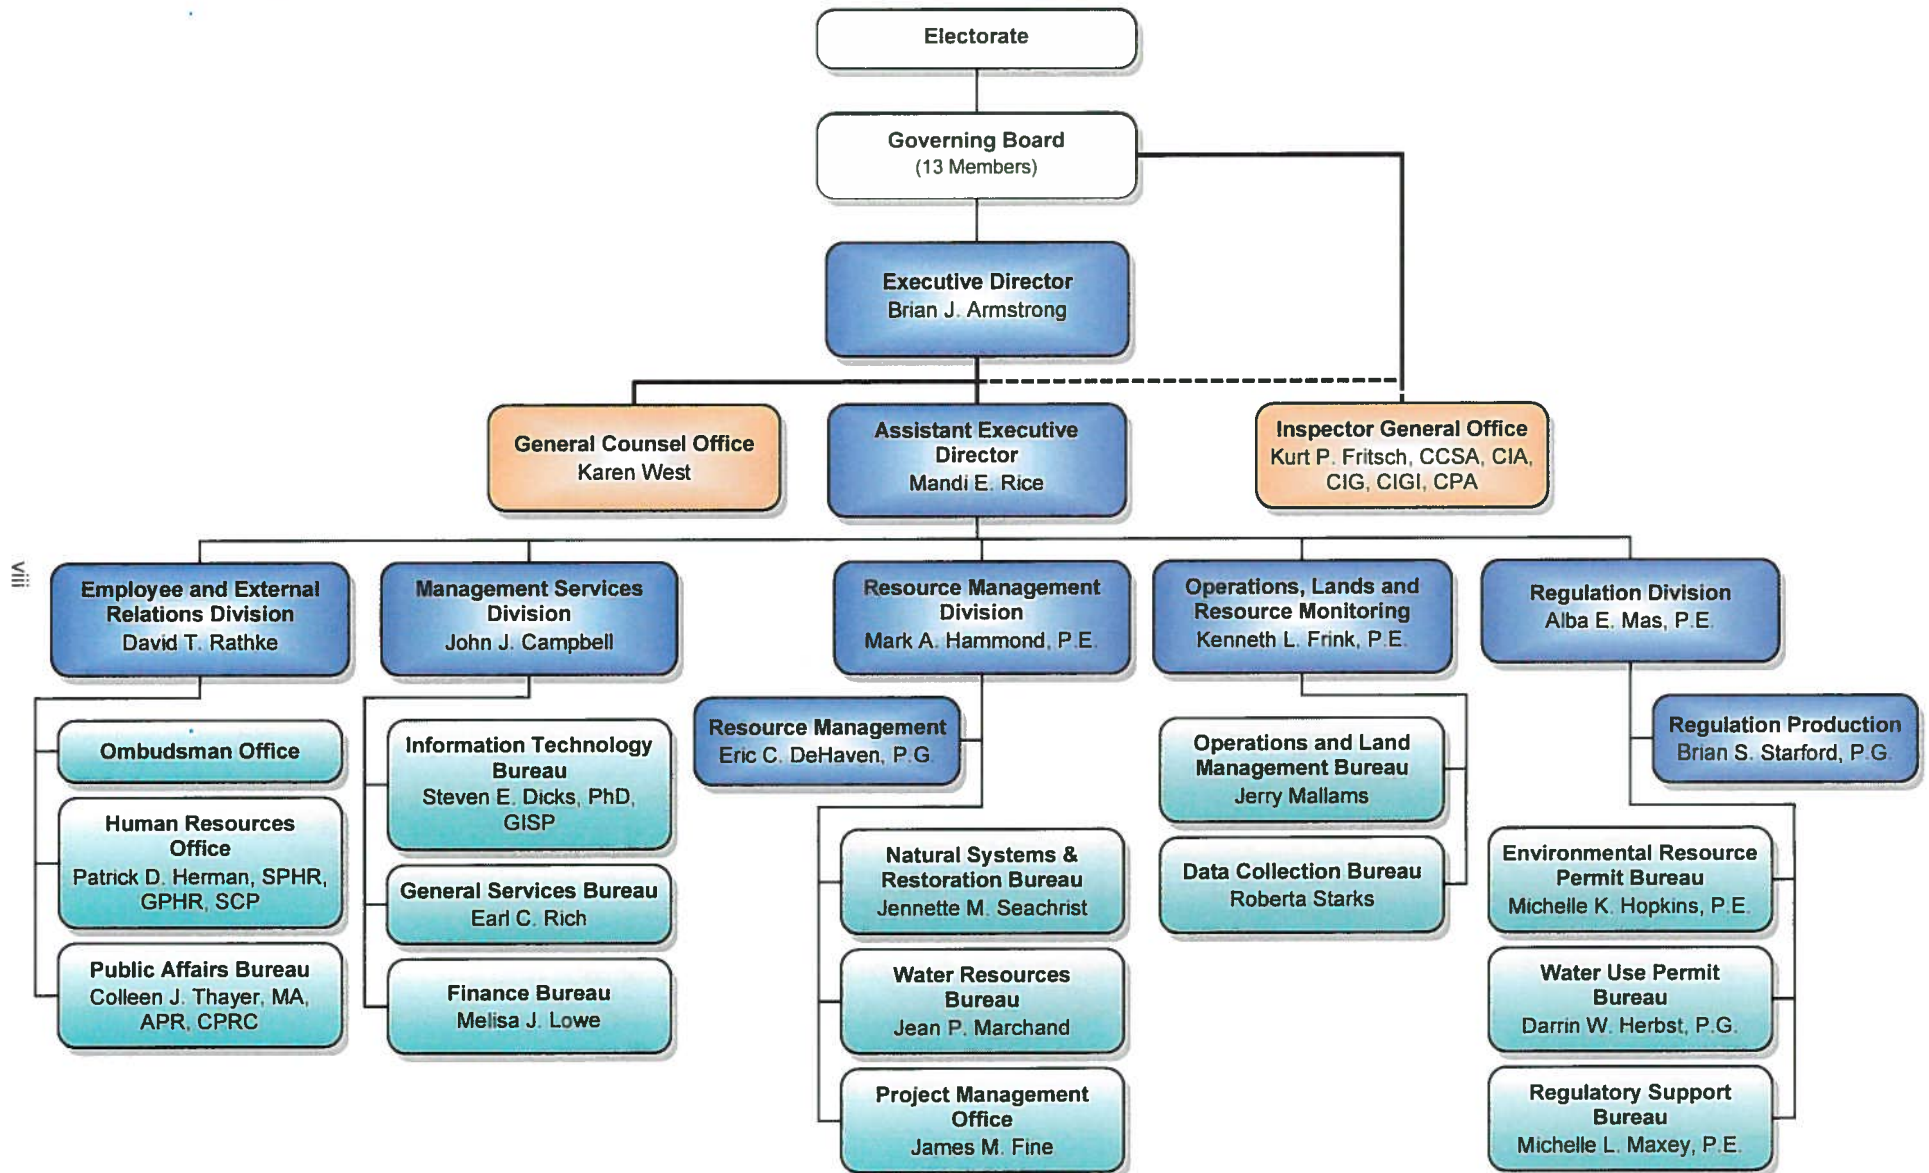 Electorate
Governing Board
(13 Members)
Executive Director
Brian J. Armstrong
General Counsel Office
Karen West
Assistant Executive
Director
Mandi E. Rice
Inspector General Office
Kurt P. Fritsch, CCSA, CIA,
CIG, CIGI, CPA
viii
Employee and External
Relations Division
David T. Rathke
Management Services
Division
John J. Campbell
Resource Management
Division
Mark A. Hammond, P.E.
Operations, Lands and
Resource Monitoring
Kenneth L. Frink, P.E.
Regulation Division
Alba E. Mas, P.E.
Ombudsman Office
Human Resources
Office
Patrick D. Herman, SPHR,
GPHR, SCP
Public Affairs Bureau
Colleen J. Thayer, MA,
APR, CPRC
Information Technology
Bureau
Steven E. Dicks, PhD,
GISP
General Services Bureau
Earl C. Rich
Finance Bureau
Melisa J. Lowe
Resource Management
Eric C. DeHaven, P.G.
Natural Systems &
Restoration Bureau
Jennette M. Seachrist
Water Resources
Bureau
Jean P. Marchand
Project Management
Office
James M. Fine
Operations and Land
Management Bureau
Jerry Mallams
Data Collection Bureau
Roberta Starks
Regulation Production
Brian S. Starford, P.G.
Environmental Resource
Permit Bureau
Michelle K. Hopkins, P.E.
Water Use Permit
Bureau
Darrin W. Herbst, P.G.
Regulatory Support
Bureau
Michelle L. Maxey, P.E.